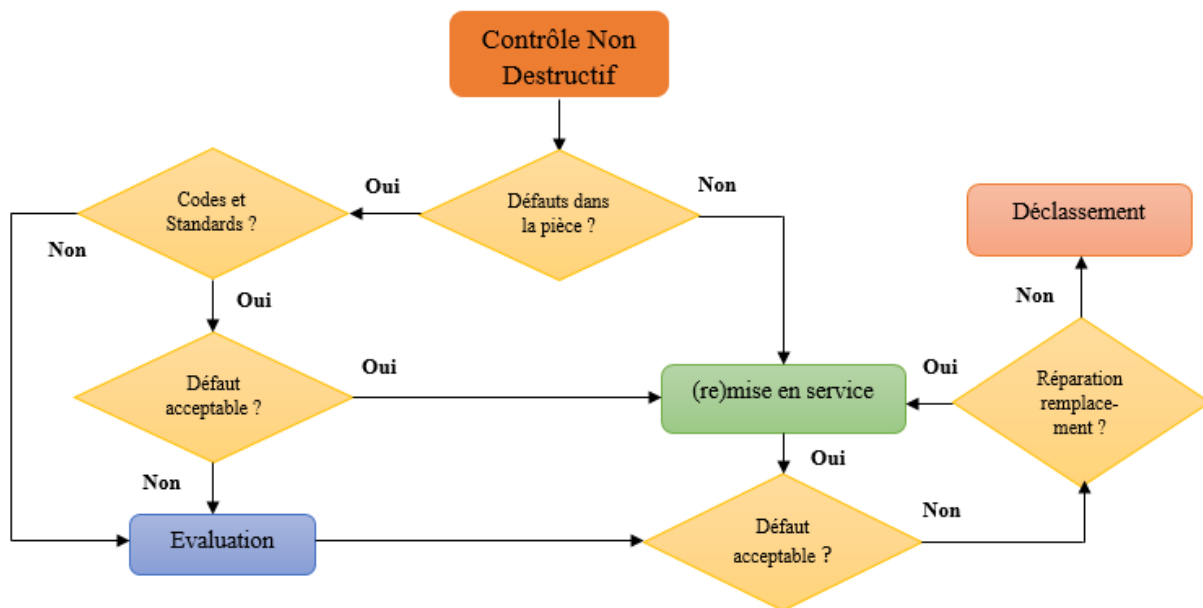 Contrôle Non
Destructif
Oui
Non
Codes et
Standards ?
Défauts dans
la pièce ?
Déclassement
Non
Oui
Non
Défaut
acceptable ?
Oui
(re)mise en service
Oui
Réparation
remplace-
ment ?
Non
Oui
Evaluation
Défaut
acceptable ?
Non